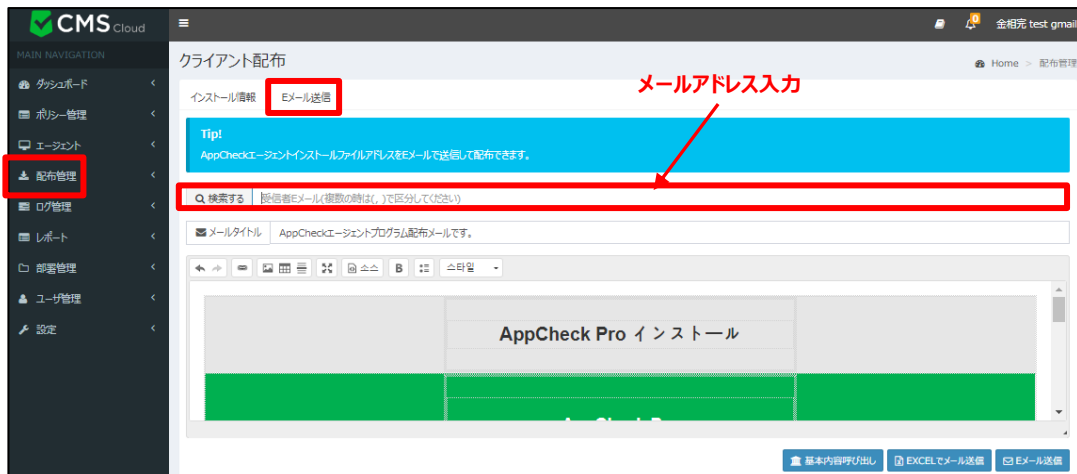 CMS Cloud
金相完 test gmail
MAIN NAVIGATION
ダッシュボード
ポリシー管理
エージェント
配布管理
ログ管理
レポート
部署管理
ユーザ管理
設定
クライアント配布
Home > 配布管理
インストール情報 Eメール送信
メールアドレス入力
Tip!
AppCheckエージェントインストールファイルアドレスをEメールで送信して配布できます。
検索する 受信者Eメール(複数の時は(, )で区分してください)
メールタイトル AppCheckエージェントプログラム配布メールです。
소스 B 스타일
AppCheck Pro インストール
基本内容呼び出し EXCELでメール送信 Eメール送信